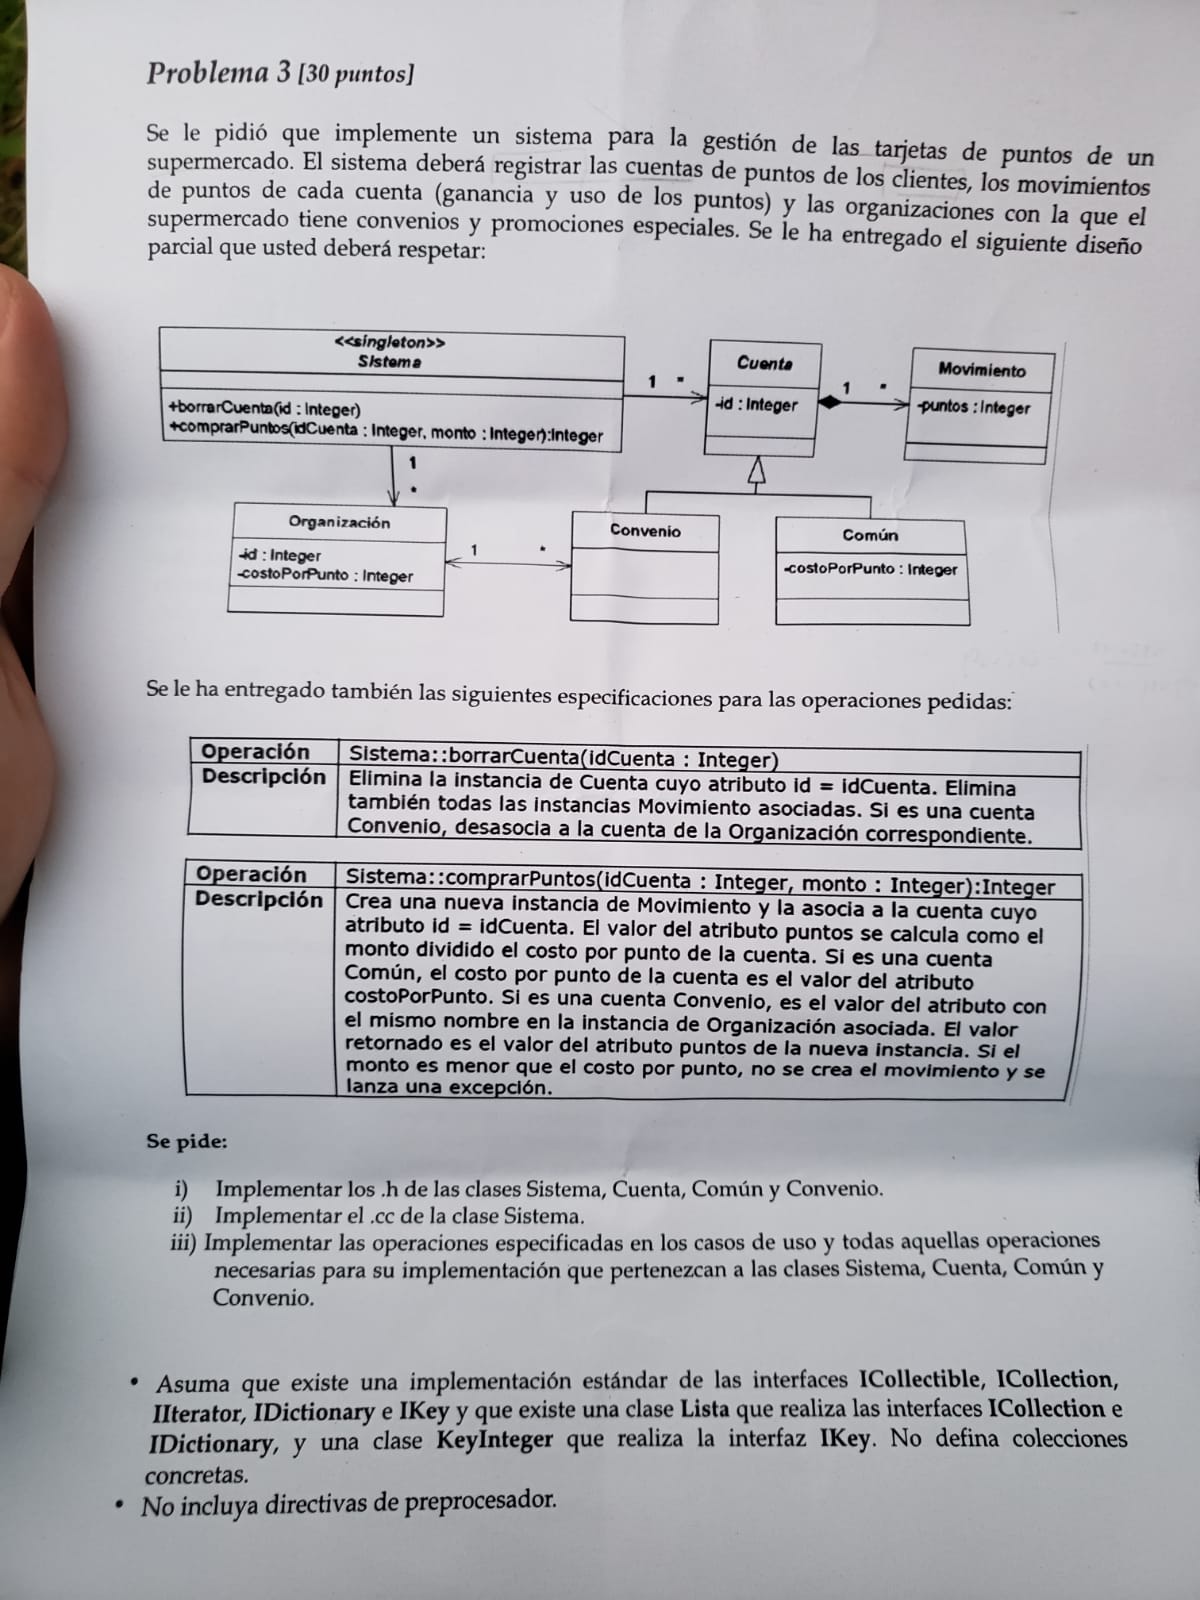 Problema 3 [30 puntos]
Se le pidió que implemente un sistema para la gestión de las tarjetas de puntos de un
supermercado. El sistema deberá registrar las cuentas de puntos de los clientes, los movimientos
de puntos de cada cuenta (ganancia y uso de los puntos) y las organizaciones con la que el
supermercado tiene convenios y promociones especiales. Se le ha entregado el siguiente diseño
parcial que usted deberá respetar:
<<singleton>>
Sistema
+borrarCuenta(id : Integer)
+comprarPuntos(idCuenta : Integer, monto : Integer):Integer
1 *
Cuenta
-id : Integer
1 *
Movimiento
-puntos : Integer
1
*
Organización
-id : Integer
-costoPorPunto : Integer
1 *
Convenio
Común
-costoPorPunto : Integer
Se le ha entregado también las siguientes especificaciones para las operaciones pedidas:
Operación Sistema::borrarCuenta(idCuenta : Integer)
Descripción Elimina la instancia de Cuenta cuyo atributo id = idCuenta. Elimina
también todas las instancias Movimiento asociadas. Si es una cuenta
Convenio, desasocia a la cuenta de la Organización correspondiente.
Operación Sistema::comprarPuntos(idCuenta : Integer, monto : Integer):Integer
Descripción Crea una nueva instancia de Movimiento y la asocia a la cuenta cuyo
atributo id = idCuenta. El valor del atributo puntos se calcula como el
monto dividido el costo por punto de la cuenta. Si es una cuenta
Común, el costo por punto de la cuenta es el valor del atributo
costoPorPunto. Si es una cuenta Convenio, es el valor del atributo con
el mismo nombre en la instancia de Organización asociada. El valor
retornado es el valor del atributo puntos de la nueva instancia. Si el
monto es menor que el costo por punto, no se crea el movimiento y se
lanza una excepción.
Se pide:
i) Implementar los .h de las clases Sistema, Cuenta, Común y Convenio.
ii) Implementar el .cc de la clase Sistema.
iii) Implementar las operaciones especificadas en los casos de uso y todas aquellas operaciones
necesarias para su implementación que pertenezcan a las clases Sistema, Cuenta, Común y
Convenio.
• Asuma que existe una implementación estándar de las interfaces ICollectible, ICollection,
IIterator, IDictionary e IKey y que existe una clase Lista que realiza las interfaces ICollection e
IDictionary, y una clase KeyInteger que realiza la interfaz IKey. No defina colecciones
concretas.
• No incluya directivas de preprocesador.